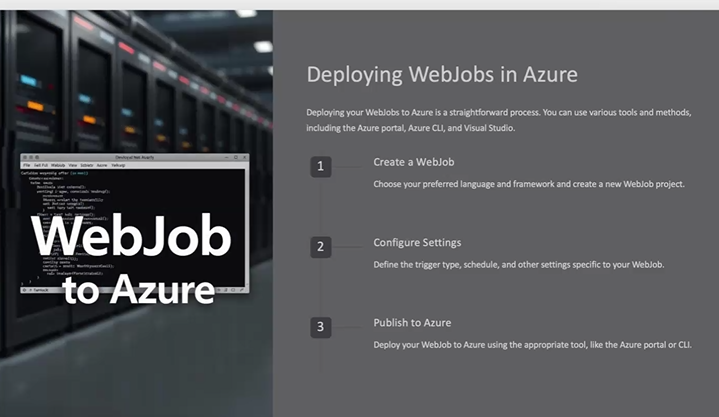 WebJob
to Azure
Deploying WebJobs in Azure
Deploying your WebJobs to Azure is a straightforward process. You can use various tools and methods,
including the Azure portal, Azure CLI, and Visual Studio.
1
Create a WebJob
Choose your preferred language and framework and create a new WebJob project.
2
Configure Settings
Define the trigger type, schedule, and other settings specific to your WebJob.
3
Publish to Azure
Deploy your WebJob to Azure using the appropriate tool, like the Azure portal or CLI.